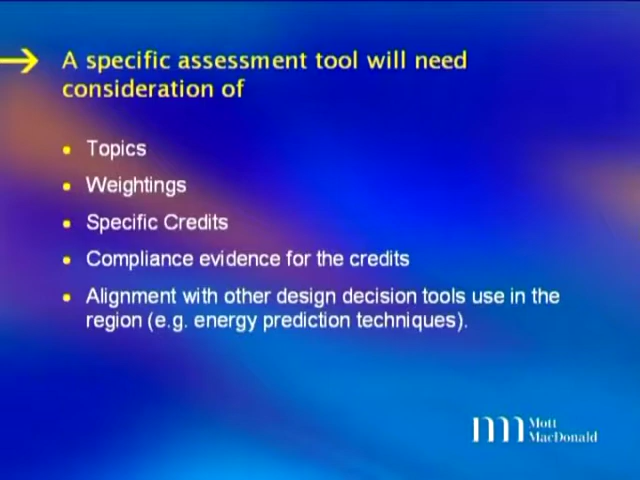 A specific assessment tool will need
consideration of
Topics
Weightings
Specific Credits
Compliance evidence for the credits
Alignment with other design decision tools use in the
region (e.g. energy prediction techniques).
Mott
MacDonald